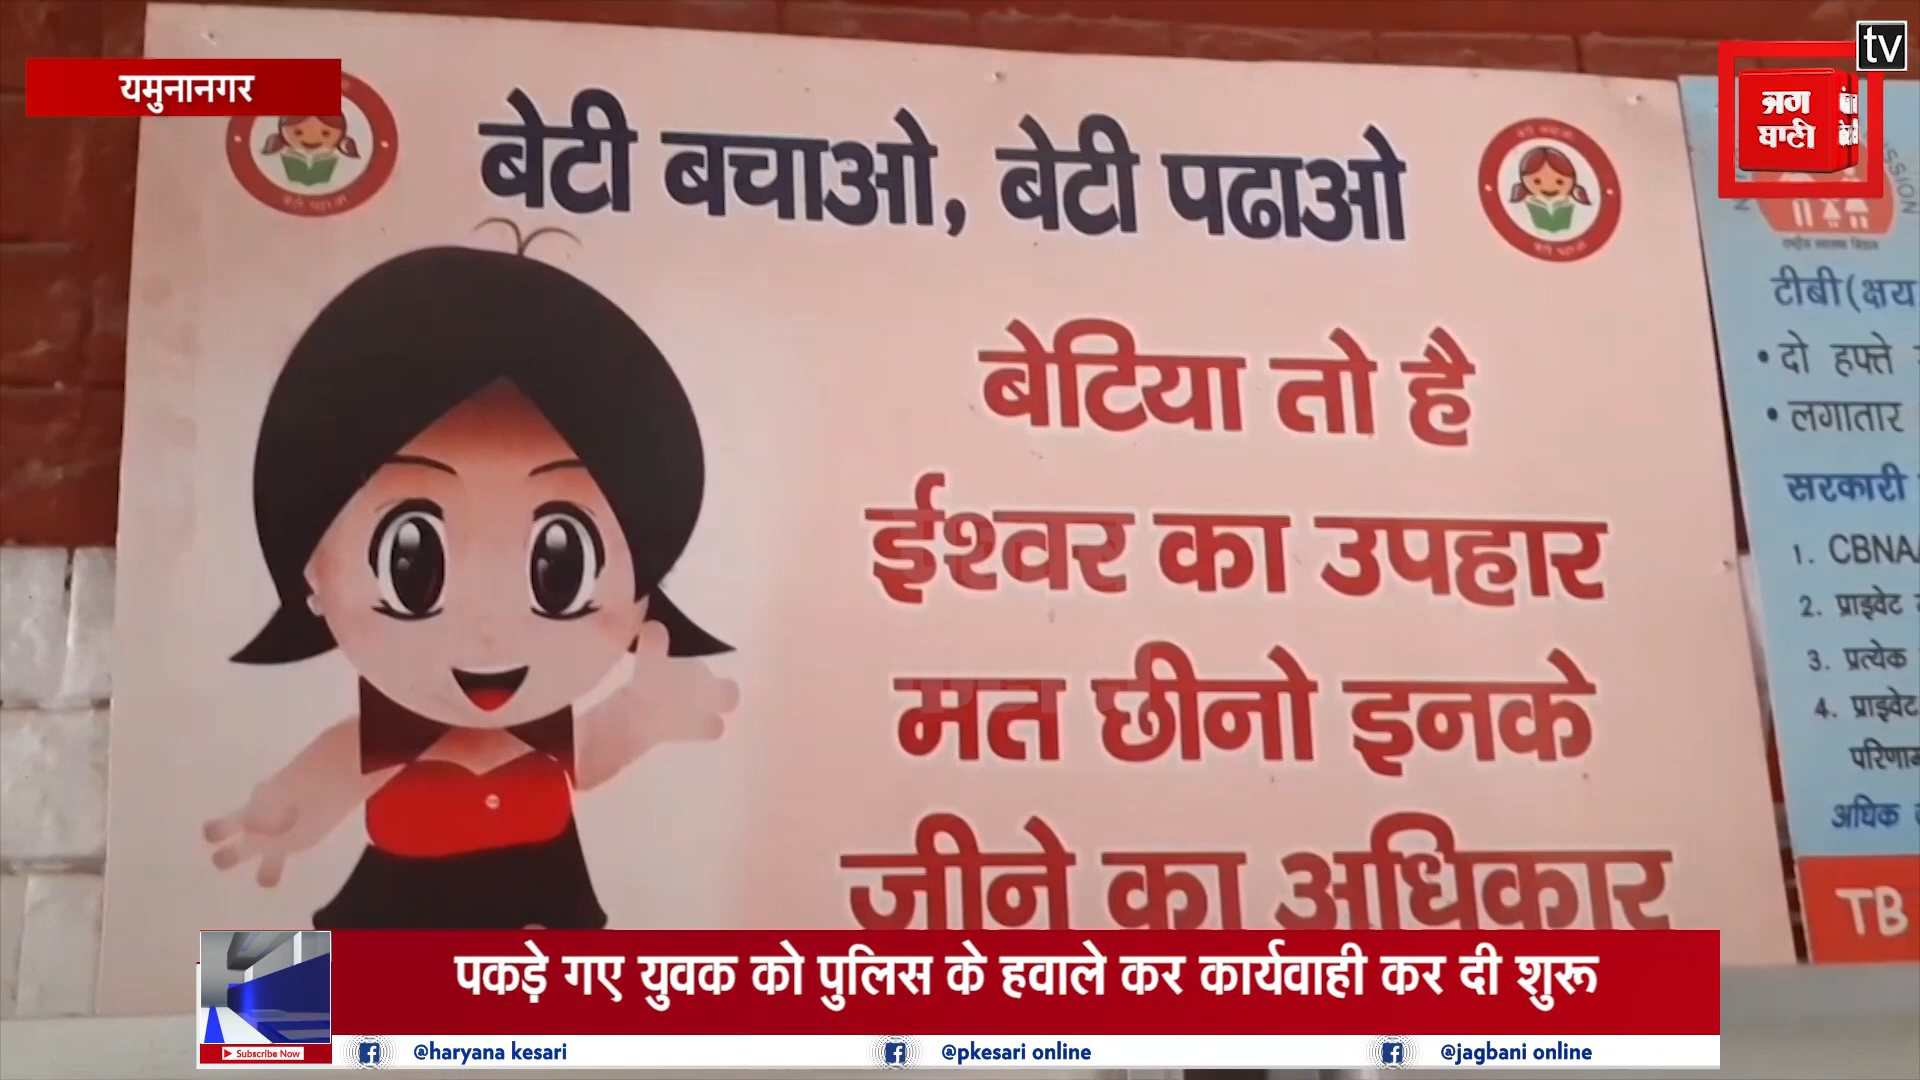 यमुनानगर
tv
जग
ਬਾਣੀ
बेटी बचाओ, बेटी पढाओ
बेटिया तो है
ईश्वर का उपहार
मत छीनो इनके
जीने का अधिकार
टीबी (क्षय
• दो हफ्ते
• लगातार
सरकारी
1. CBNA
2. प्राइवेट
3. प्रत्येक
4. प्राइवेट
अधिक
TB
पकड़े गए युवक को पुलिस के हवाले कर कार्यवाही कर दी शुरू
Subscribe Now
@haryana kesari
@pkesari online
@jagbani online